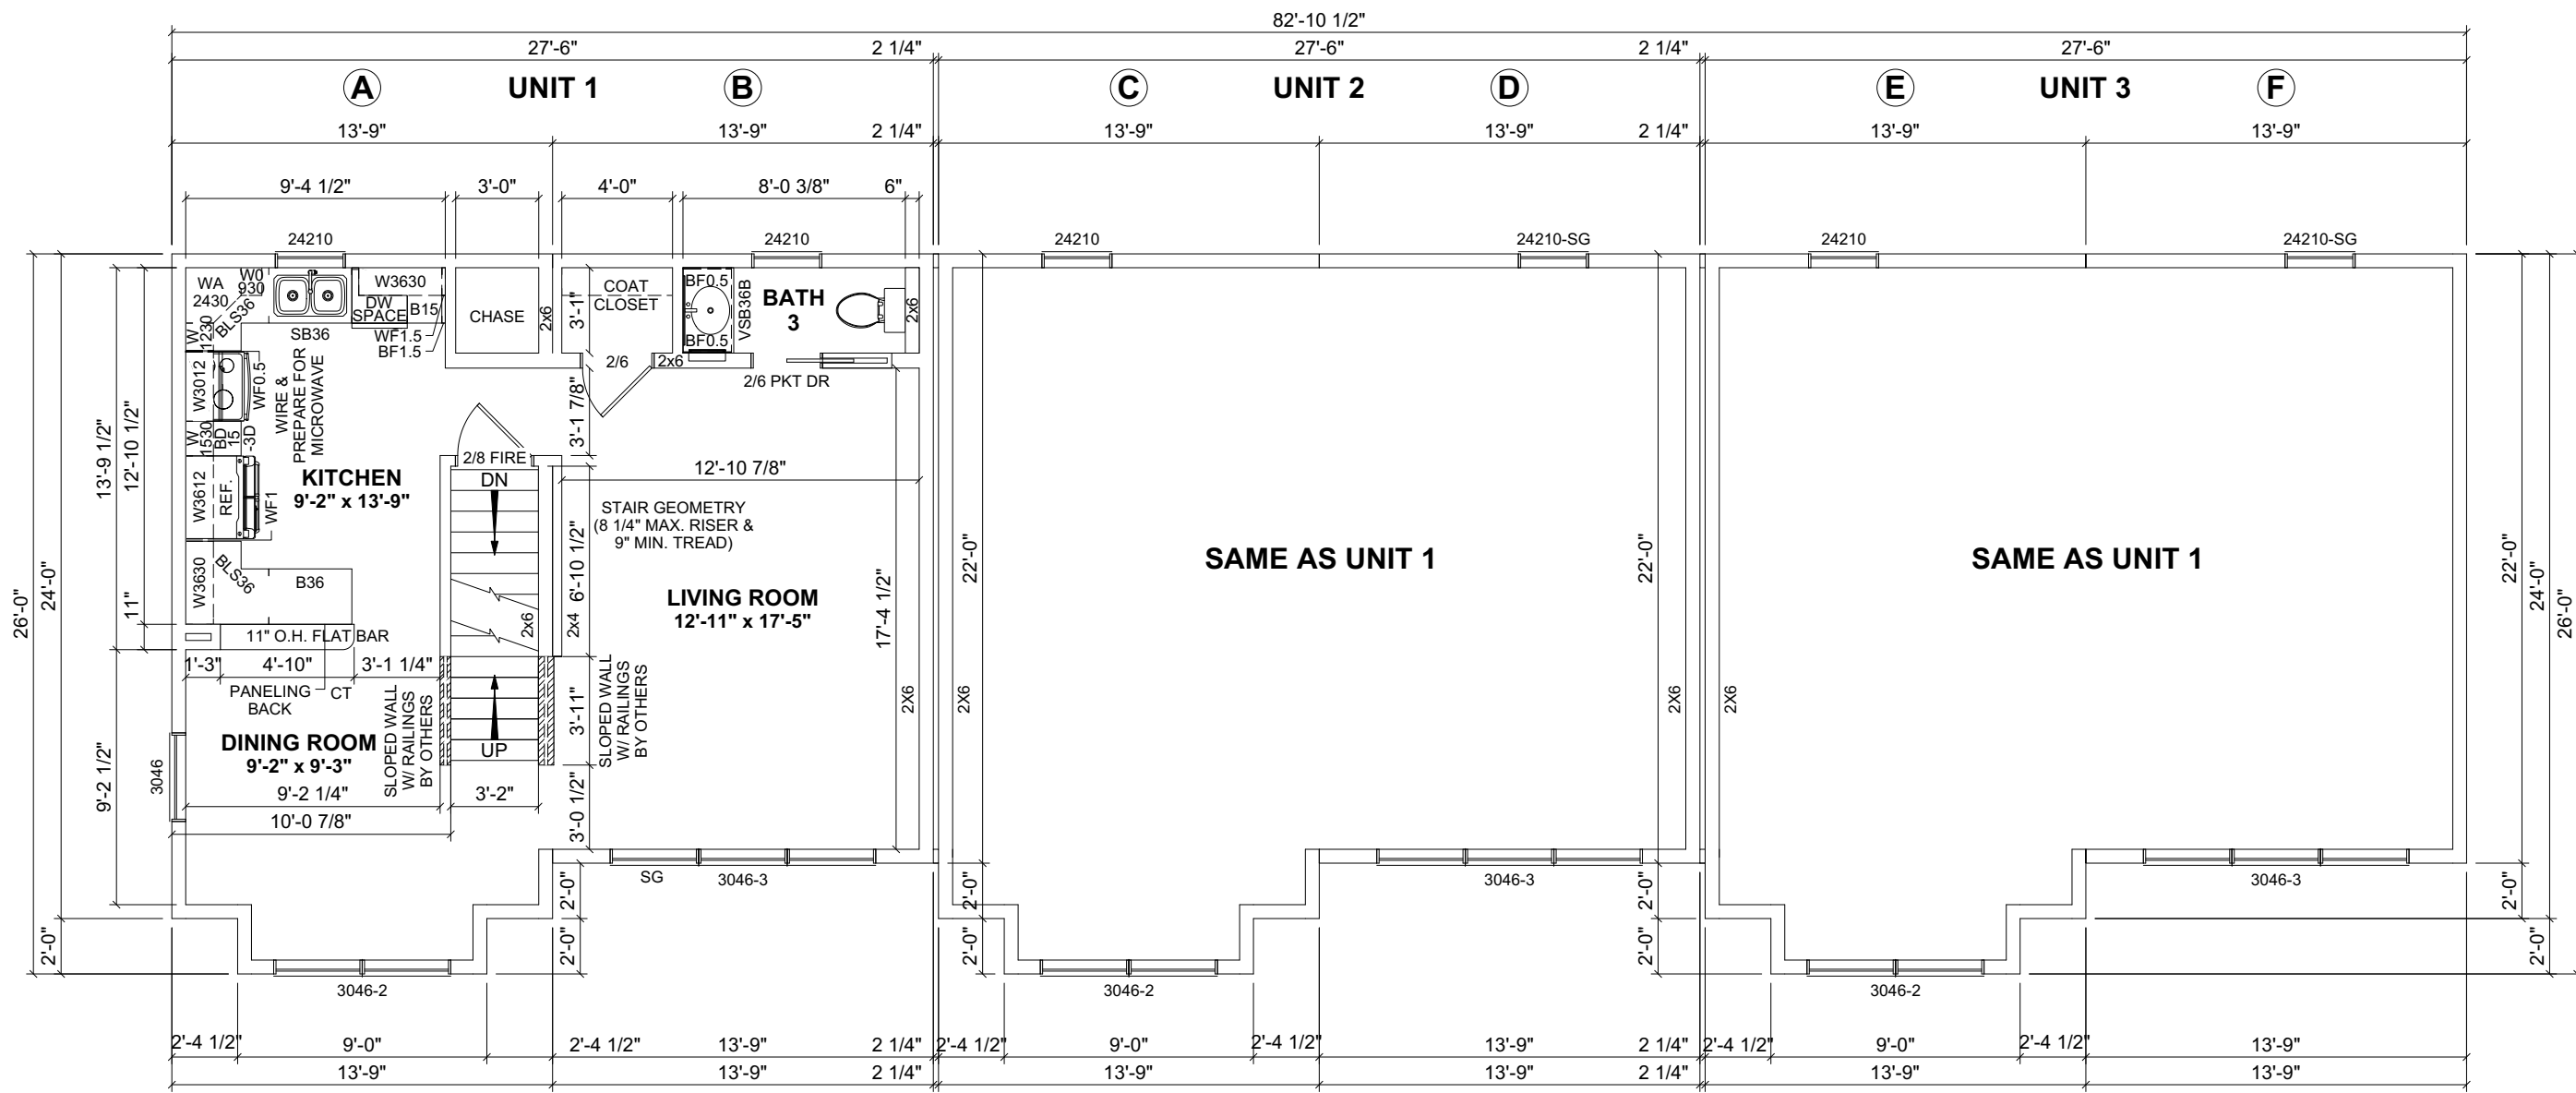 82'-10 1/2"
27'-6" 2 1/4" 27'-6" 2 1/4" 27'-6"
A UNIT 1 B C UNIT 2 D E UNIT 3 F
13'-9" 13'-9" 2 1/4" 13'-9" 13'-9" 2 1/4" 13'-9" 13'-9"
9'-4 1/2" 3'-0" 4'-0" 8'-0 3/8" 6"
24210 24210 24210 24210-SG 24210 24210-SG
WA
2430
W0
930
BLS36
SB36
W3630
DW
SPACE
B15
WF1.5
BF1.5
CHASE
2x6
3'-1"
COAT
CLOSET
BF0.5
BF0.5
VSB36B
BATH
3
2x6
2/6
2x6
2/6 PKT DR
W
1230
W3012
WF0.5
WIRE &
PREPARE FOR
MICROWAVE
W
1530
BD
15
-3D
W3612
REF.
WF1
KITCHEN
9'-2" x 13'-9"
3'-1 7/8"
2/8 FIRE
DN
12'-10 7/8"
STAIR GEOMETRY
(8 1/4" MAX. RISER &
9" MIN. TREAD)
6'-10 1/2"
2x6
2x4
LIVING ROOM
12'-11" x 17'-5"
17'-4 1/2"
2X6
W3630
BLS36
B36
11" O.H. FLAT BAR
1'-3" 4'-10" 3'-1 1/4"
PANELING
BACK
CT
SLOPED WALL
W/ RAILINGS
BY OTHERS
UP
3'-11"
SLOPED WALL
W/ RAILINGS
BY OTHERS
DINING ROOM
9'-2" x 9'-3"
9'-2 1/4" 3'-2"
10'-0 7/8"
3'-0 1/2"
3046
26'-0"
24'-0"
2'-0"
13'-9 1/2"
12'-10 1/2"
11"
9'-2 1/2"
SG 3046-3
2'-0"
2'-0"
3046-2
2X6
22'-0"
SAME AS UNIT 1
22'-0"
2X6
2'-0"
2'-0"
3046-2
3046-3
2'-0"
2'-0"
2X6
SAME AS UNIT 1
3046-2
3046-3
22'-0"
2'-0"
24'-0"
2'-0"
26'-0"
2'-4 1/2" 9'-0" 2'-4 1/2" 13'-9" 2 1/4" 2'-4 1/2" 9'-0" 2'-4 1/2" 13'-9" 2 1/4" 2'-4 1/2" 9'-0" 2'-4 1/2" 13'-9"
13'-9" 13'-9" 2 1/4" 13'-9" 13'-9" 2 1/4" 13'-9" 13'-9"